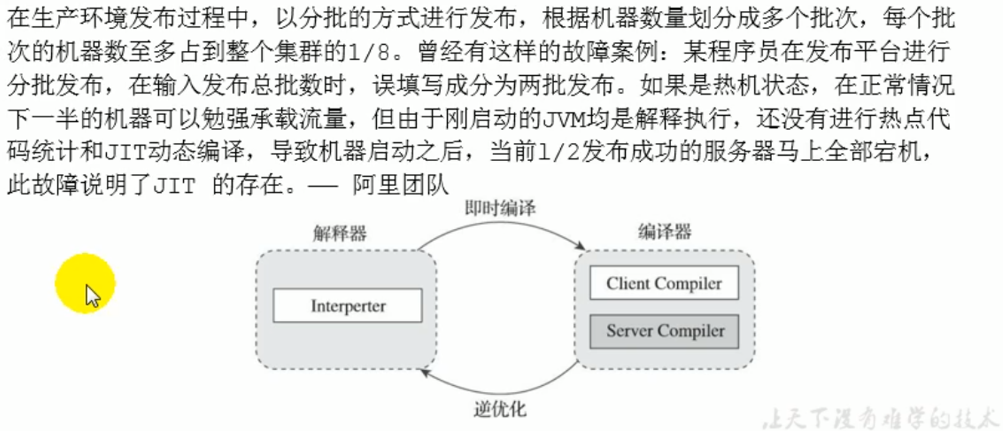 在生产环境发布过程中，以分批的方式进行发布，根据机器数量划分成多个批次，每个批
次的机器数至多占到整个集群的1/8。曾经有这样的故障案例：某程序员在发布平台进行
分批发布，在输入发布总批数时，误填写成分为两批发布。如果是热机状态，在正常情况
下一半的机器可以勉强承载流量，但由于刚启动的JVM均是解释执行，还没有进行热点代
码统计和JIT动态编译，导致机器启动之后，当前1/2发布成功的服务器马上全部宕机，
此故障说明了JIT 的存在。—— 阿里团队
即时编译
解释器
编译器
Interperter
Client Compiler
Server Compiler
逆优化
让天下没有难学的技术